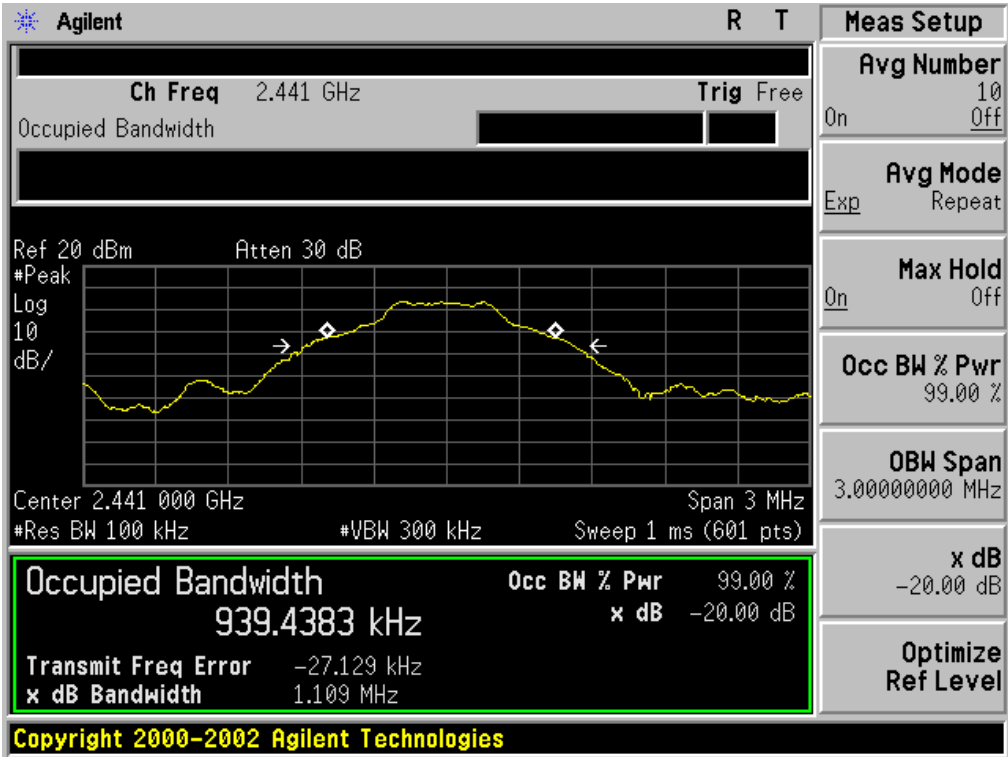 Agilent R T
Ch Freq 2.441 GHz Trig Free
Occupied Bandwidth
Ref 20 dBm Atten 30 dB
#Peak
Log
10
dB/
Center 2.441 000 GHz Span 3 MHz
#Res BW 100 kHz #VBW 300 kHz Sweep 1 ms (601 pts)
Occupied Bandwidth Occ BW % Pwr 99.00 %
939.4383 kHz x dB -20.00 dB
Transmit Freq Error -27.129 kHz
x dB Bandwidth 1.109 MHz
Copyright 2000-2002 Agilent Technologies
Meas Setup
Avg Number
10
On Off
Avg Mode
Exp Repeat
Max Hold
On Off
Occ BW % Pwr
99.00 %
OBW Span
3.00000000 MHz
x dB
-20.00 dB
Optimize
Ref Level